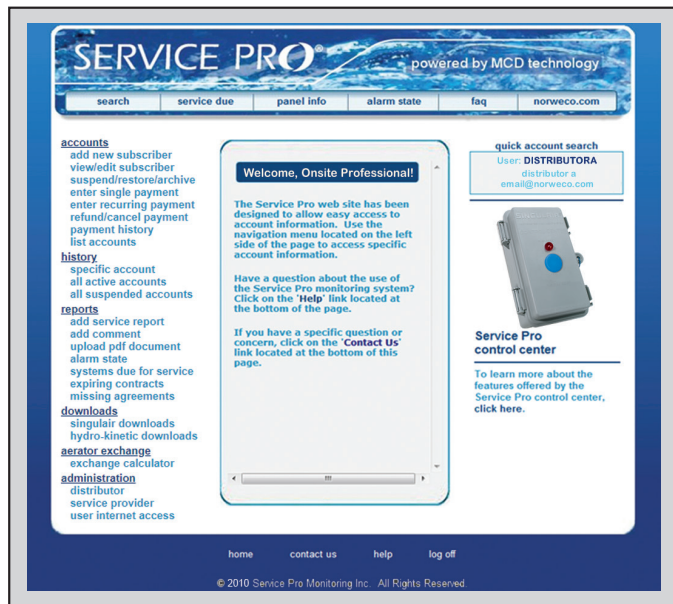 SERVICE PRO®
powered by MCD technology
search service due panel info alarm state faq norweco.com
accounts
add new subscriber
view/edit subscriber
suspend/restore/archive
enter single payment
enter recurring payment
refund/cancel payment
payment history
list accounts
history
specific account
all active accounts
all suspended accounts
reports
add service report
add comment
upload pdf document
alarm state
systems due for service
expiring contracts
missing agreements
downloads
singulair downloads
hydro-kinetic downloads
aerator exchange
exchange calculator
administration
distributor
service provider
user internet access
Welcome, Onsite Professional!
The Service Pro web site has been
designed to allow easy access to
account information. Use the
navigation menu located on the left
side of the page to access specific
account information.
Have a question about the use of
the Service Pro monitoring system?
Click on the 'Help' link located at
the bottom of the page.
If you have a specific question or
concern, click on the 'Contact Us'
link located at the bottom of this
page.
quick account search
User: DISTRIBUTORA
distributor a
email@norweco.com
Service Pro
control center
To learn more about the
features offered by the
Service Pro control center,
click here.
home contact us help log off
© 2010 Service Pro Monitoring Inc. All Rights Reserved.